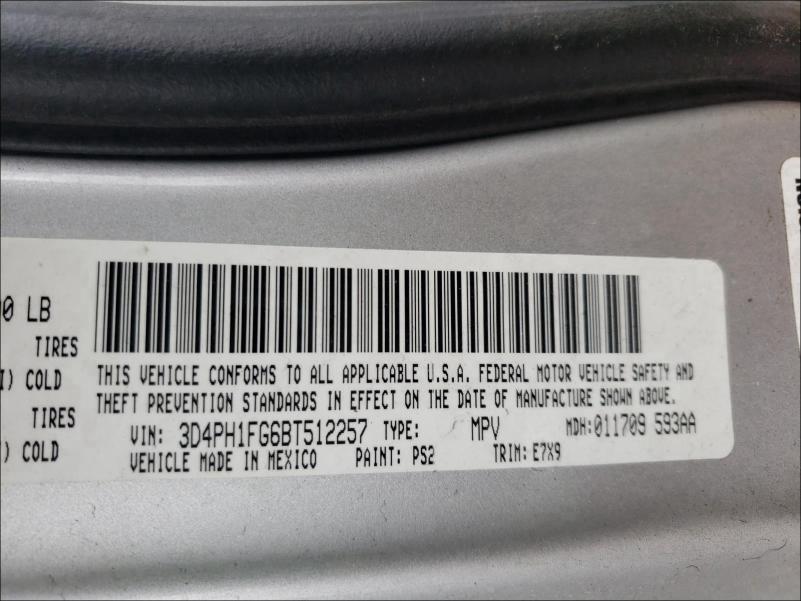 00 LB
TIRES
COLD
TIRES
COLD
THIS VEHICLE CONFORMS TO ALL APPLICABLE U.S.A. FEDERAL MOTOR VEHICLE SAFETY AND
THEFT PREVENTION STANDARDS IN EFFECT ON THE DATE OF MANUFACTURE SHOWN ABOVE.
VIN: 3D4PH1FG6BT512257 TYPE: MPV MDH:011709 593AA
VEHICLE MADE IN MEXICO PAINT: PS2 TRIM: E7X9